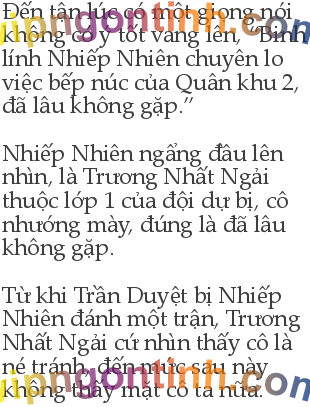 Đến tận lúc có một giọng nói
không có ý tốt vang lên, “Binh
lính Nhiếp Nhiên chuyên lo
việc bếp núc của Quân khu 2,
đã lâu không gặp.”
Nhiếp Nhiên ngẩng đầu lên
nhìn, là Trương Nhất Ngải
thuộc lớp 1 của đội dự bị, cô
nhướng mày, đúng là đã lâu
không gặp.
Từ khi Trần Duyệt bị Nhiếp
Nhiên đánh một trận, Trương
Nhất Ngải cứ nhìn thấy cô là
né tránh, đến mức sau này
không thấy mặt cô ta nữa.
vipngontinh.com
vipngontinh.com